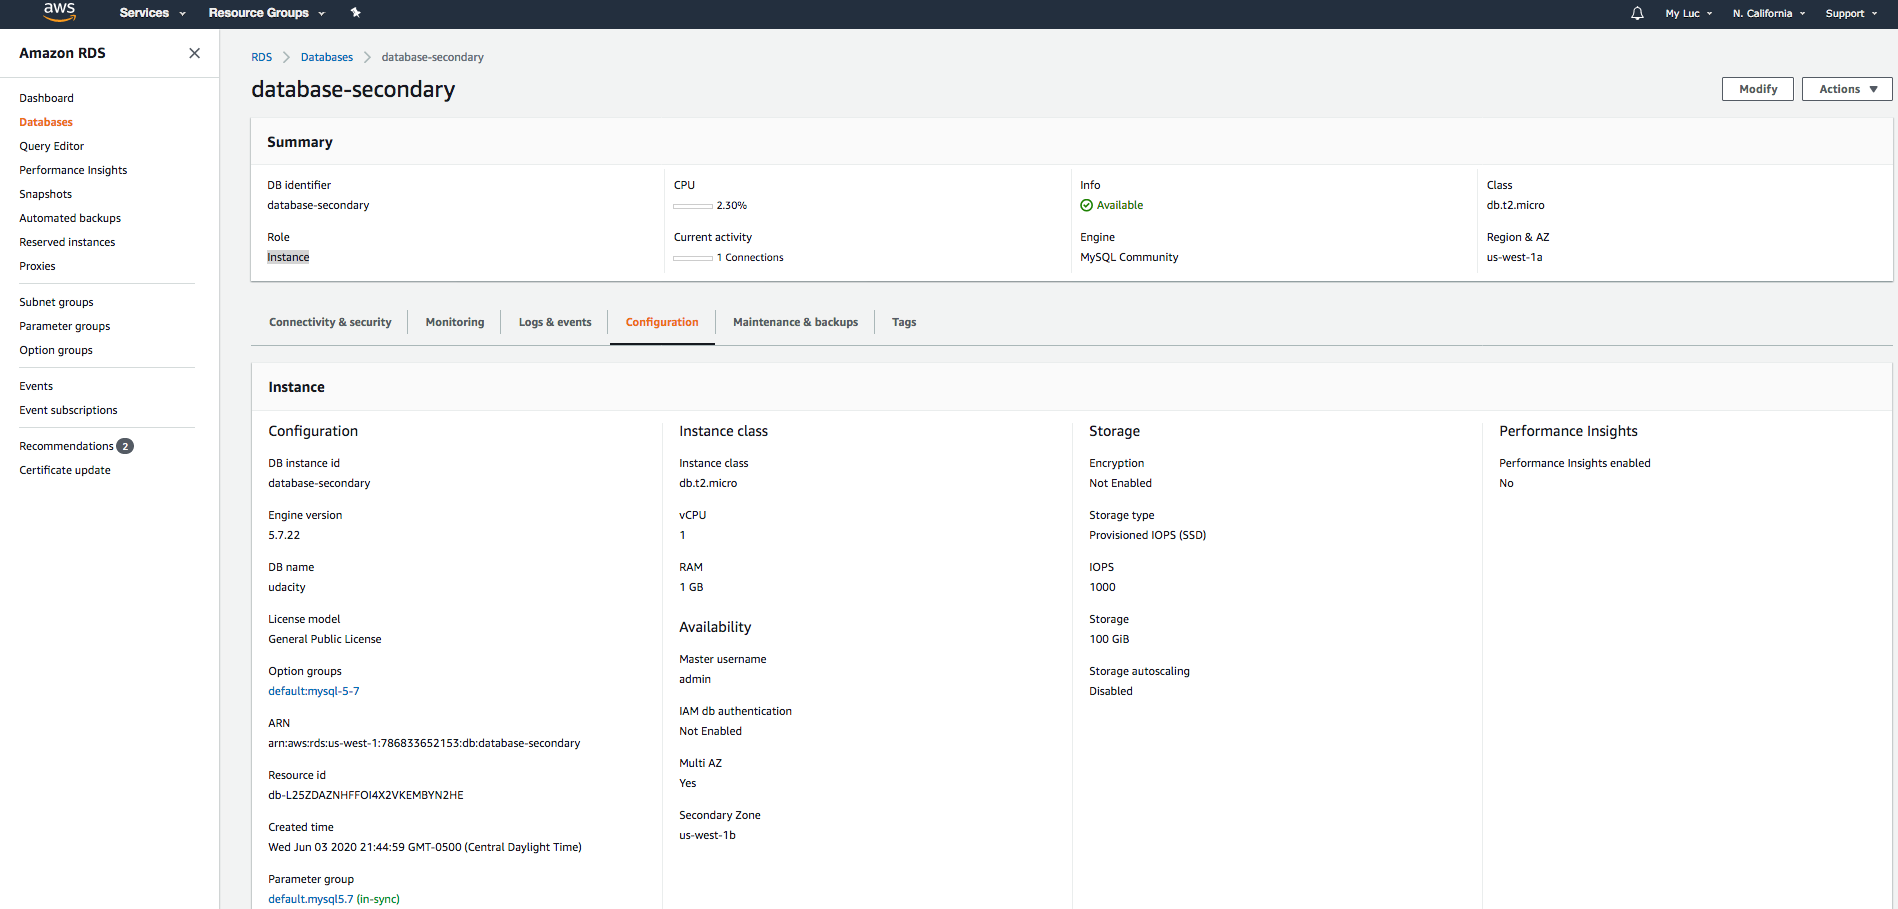 aws
Services
Resource Groups
My Luc
N. California
Support
Amazon RDS
Dashboard
Databases
Query Editor
Performance Insights
Snapshots
Automated backups
Reserved instances
Proxies
Subnet groups
Parameter groups
Option groups
Events
Event subscriptions
Recommendations 2
Certificate update
RDS > Databases > database-secondary
database-secondary
Modify
Actions
Summary
DB identifier
database-secondary
Role
Instance
CPU
2.30%
Current activity
1 Connections
Info
Available
Engine
MySQL Community
Class
db.t2.micro
Region & AZ
us-west-1a
Connectivity & security
Monitoring
Logs & events
Configuration
Maintenance & backups
Tags
Instance
Configuration
DB instance id
database-secondary
Engine version
5.7.22
DB name
udacity
License model
General Public License
Option groups
default:mysql-5-7
ARN
arn:aws:rds:us-west-1:786833652153:db:database-secondary
Resource id
db-L25ZDAZNHFFOI4X2VKEMBYN2HE
Created time
Wed Jun 03 2020 21:44:59 GMT-0500 (Central Daylight Time)
Parameter group
default.mysql5.7 (in-sync)
Instance class
Instance class
db.t2.micro
vCPU
1
RAM
1 GB
Availability
Master username
admin
IAM db authentication
Not Enabled
Multi AZ
Yes
Secondary Zone
us-west-1b
Storage
Encryption
Not Enabled
Storage type
Provisioned IOPS (SSD)
IOPS
1000
Storage
100 GiB
Storage autoscaling
Disabled
Performance Insights
Performance Insights enabled
No